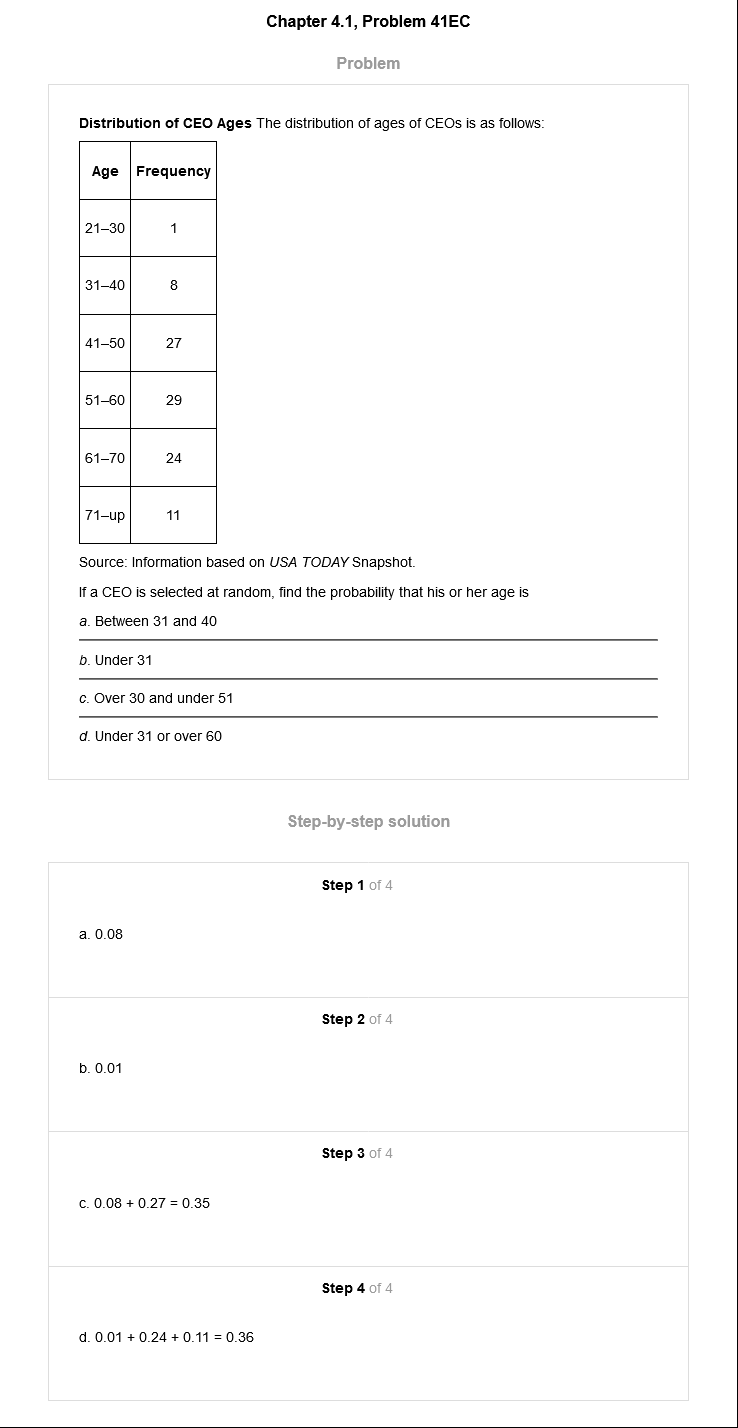 Chapter 4.1, Problem 41EC
Problem
Distribution of CEO Ages The distribution of ages of CEOs is as follows:
Age Frequency
21–30 1
31–40 8
41–50 27
51–60 29
61–70 24
71–up 11
Source: Information based on USA TODAY Snapshot.
If a CEO is selected at random, find the probability that his or her age is
a. Between 31 and 40
b. Under 31
c. Over 30 and under 51
d. Under 31 or over 60
Step-by-step solution
Step 1 of 4
a. 0.08
Step 2 of 4
b. 0.01
Step 3 of 4
c. 0.08 + 0.27 = 0.35
Step 4 of 4
d. 0.01 + 0.24 + 0.11 = 0.36